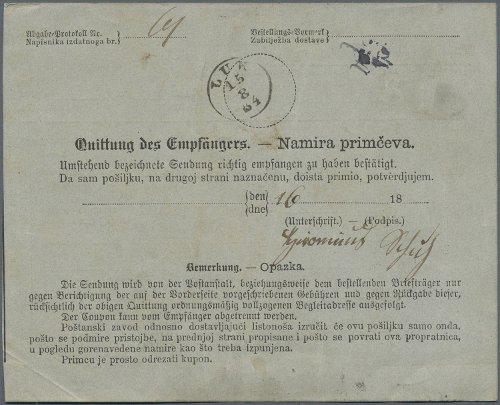 Abgabe-Protokoll Nr.
Napisnika izdatnoga br.
Bestellungs-Vormerk
Zabilježba dostave
15
8
84
Quittung des Empfängers. — Namira primčeva.
Umstehend bezeichnete Sendung richtig empfangen zu haben bestätigt.
Da sam pošiljku, na drugoj strani naznačenu, doista primio, potvërdjujem.
den
dne
16
18
(Unterschrift.) — (Podpis.)
Bemerkung. — Opazka.
Die Sendung wird von der Postanstalt, beziehungsweise dem bestellenden Briefträger nur
gegen Berichtigung der auf der Vorderseite vorgeschriebenen Gebühren und gegen Rückgabe dieser,
rücksichtlich der obigen Quittung ordnungsmäßig vollzogenen Begleitadresse ausgefolgt.
Der Coupon kann vom Empfänger abgetrennt werden.
Poštanski zavod odnosno dostavljajući listonoša izručit će ovu pošiljku samo onda,
pošto se podmire pristojbe, na prednjoj strani propisane i pošto se povrati ova propratnica,
u pogledu gorenavedene namire kao što treba izpunjena.
Primcu je prosto odrezati kupon.